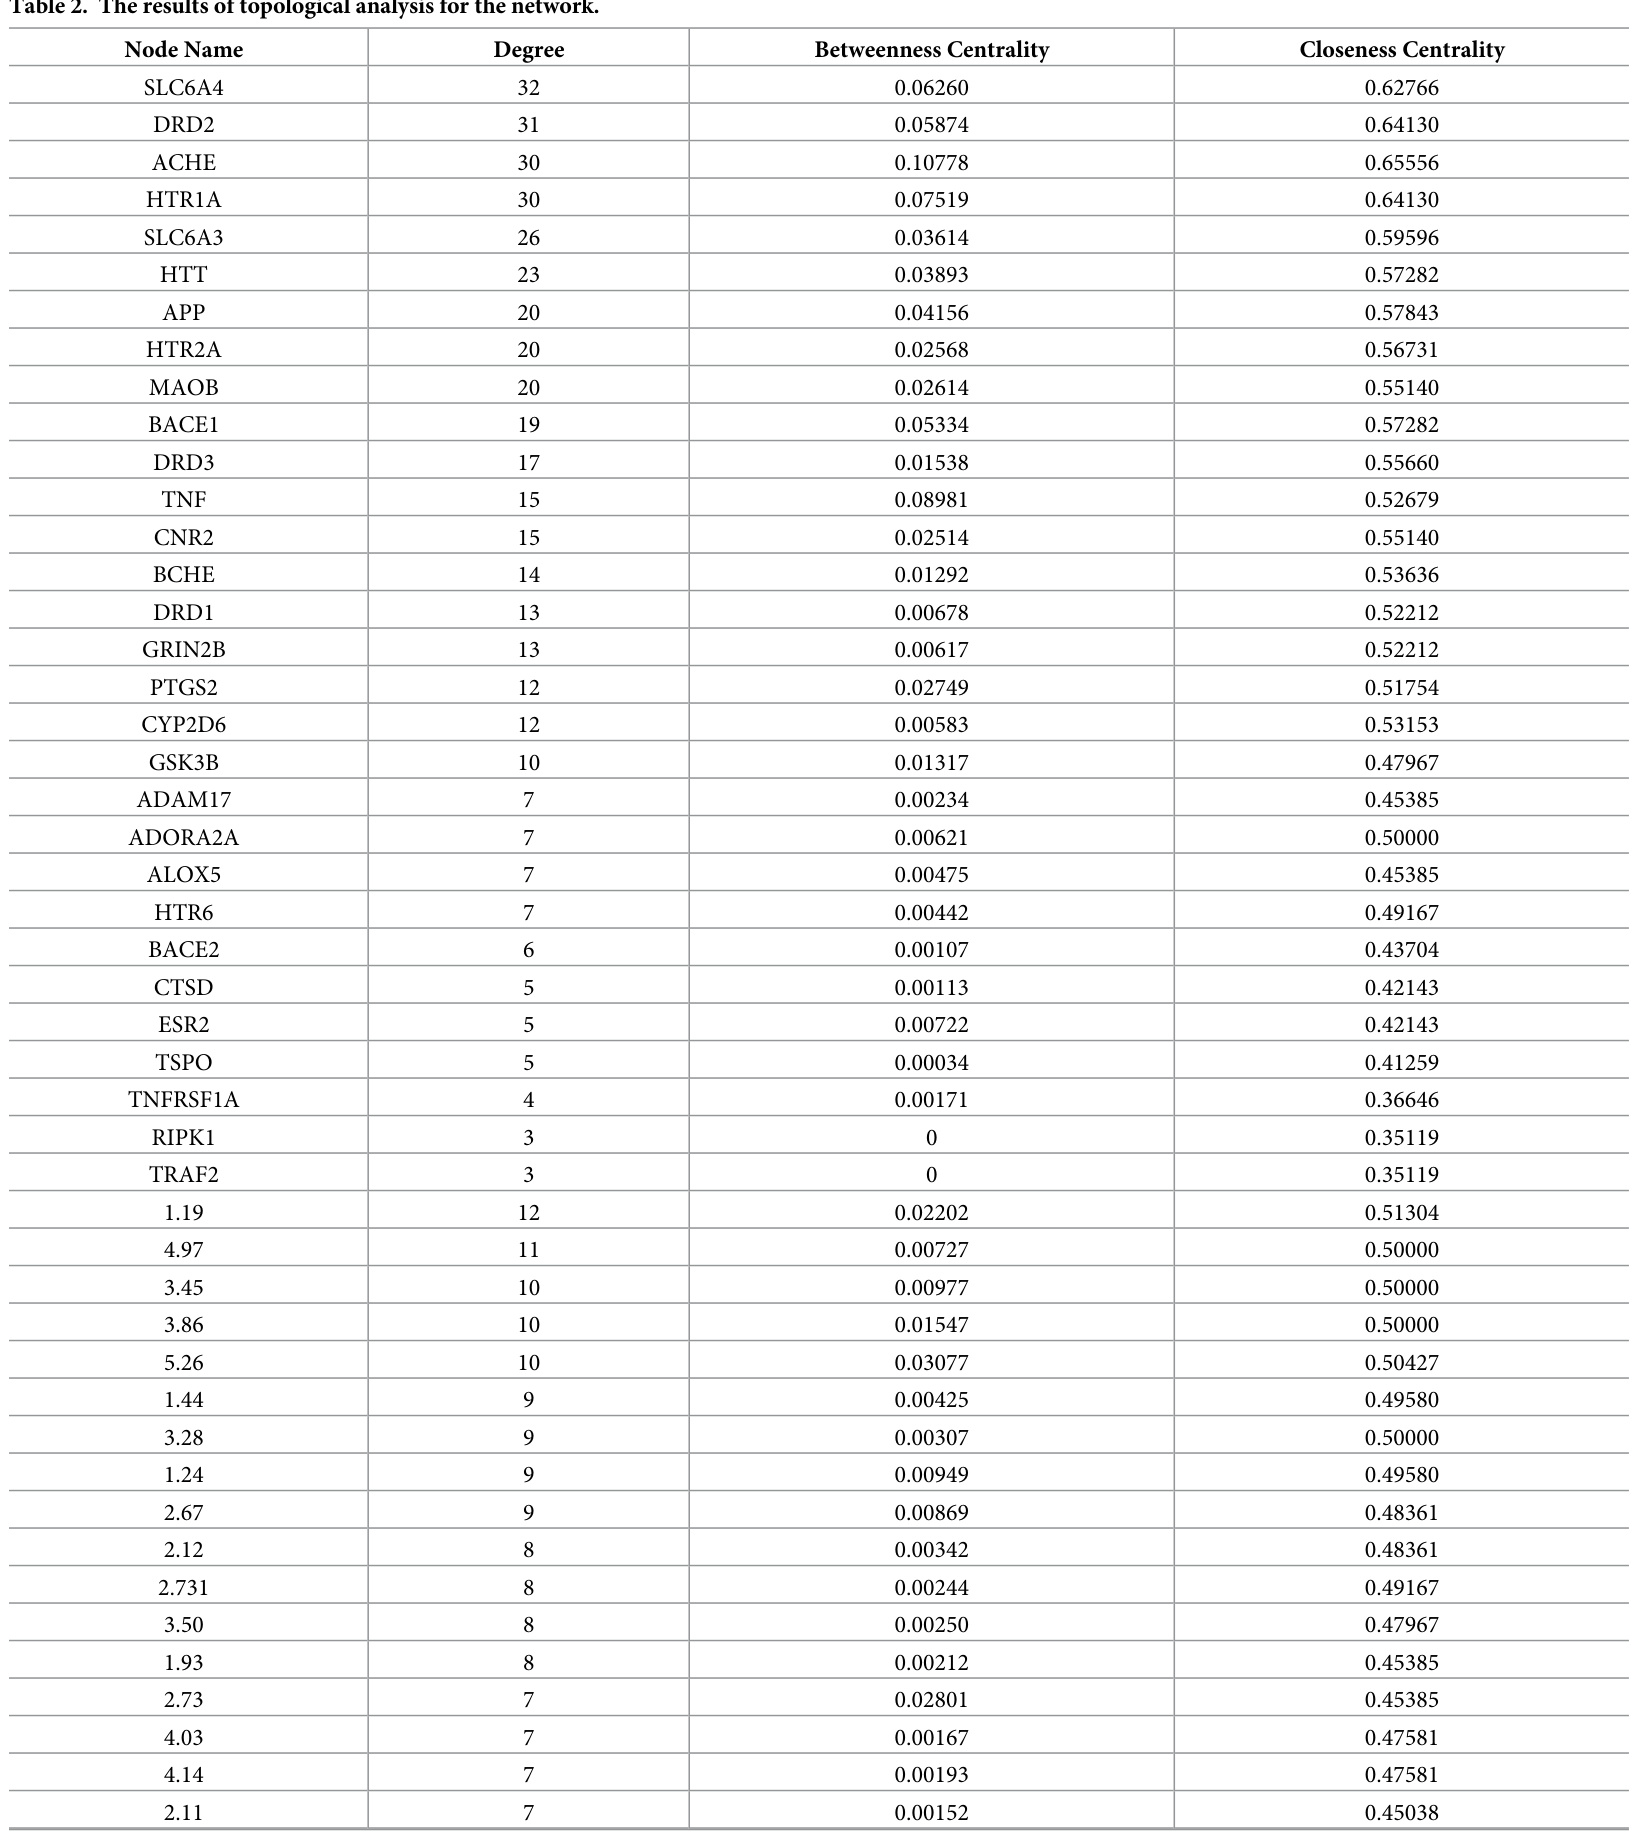 Table 2. The results of topological analysis for the network.
Node Name Degree Betweenness Centrality Closeness Centrality
SLC6A4 32 0.06260 0.62766
DRD2 31 0.05874 0.64130
ACHE 30 0.10778 0.65556
HTR1A 30 0.07519 0.64130
SLC6A3 26 0.03614 0.59596
HTT 23 0.03893 0.57282
APP 20 0.04156 0.57843
HTR2A 20 0.02568 0.56731
MAOB 20 0.02614 0.55140
BACE1 19 0.05334 0.57282
DRD3 17 0.01538 0.55660
TNF 15 0.08981 0.52679
CNR2 15 0.02514 0.55140
BCHE 14 0.01292 0.53636
DRD1 13 0.00678 0.52212
GRIN2B 13 0.00617 0.52212
PTGS2 12 0.02749 0.51754
CYP2D6 12 0.00583 0.53153
GSK3B 10 0.01317 0.47967
ADAM17 7 0.00234 0.45385
ADORA2A 7 0.00621 0.50000
ALOX5 7 0.00475 0.45385
HTR6 7 0.00442 0.49167
BACE2 6 0.00107 0.43704
CTSD 5 0.00113 0.42143
ESR2 5 0.00722 0.42143
TSPO 5 0.00034 0.41259
TNFRSF1A 4 0.00171 0.36646
RIPK1 3 0 0.35119
TRAF2 3 0 0.35119
1.19 12 0.02202 0.51304
4.97 11 0.00727 0.50000
3.45 10 0.00977 0.50000
3.86 10 0.01547 0.50000
5.26 10 0.03077 0.50427
1.44 9 0.00425 0.49580
3.28 9 0.00307 0.50000
1.24 9 0.00949 0.49580
2.67 9 0.00869 0.48361
2.12 8 0.00342 0.48361
2.731 8 0.00244 0.49167
3.50 8 0.00250 0.47967
1.93 8 0.00212 0.45385
2.73 7 0.02801 0.45385
4.03 7 0.00167 0.47581
4.14 7 0.00193 0.47581
2.11 7 0.00152 0.45038